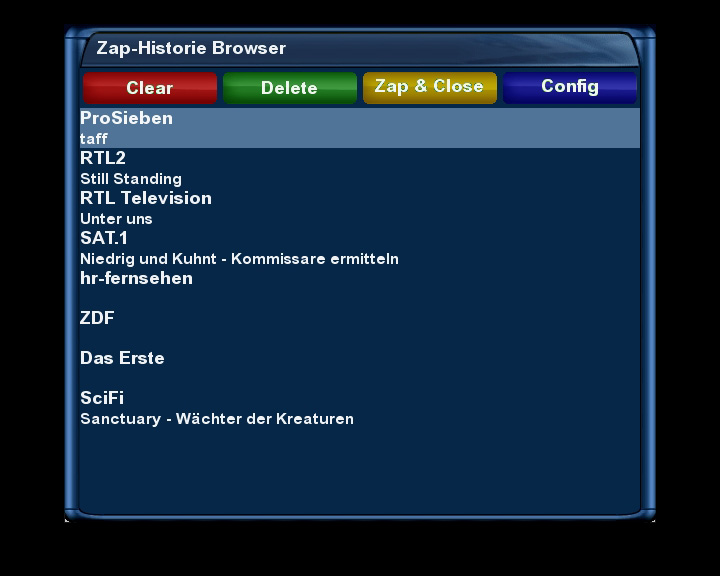 Zap-Historie Browser
Clear Delete Zap & Close Config
ProSieben
taff
RTL2
Still Standing
RTL Television
Unter uns
SAT.1
Niedrig und Kuhnt - Kommissare ermitteln
hr-fernsehen
ZDF
Das Erste
SciFi
Sanctuary - Wächter der Kreaturen